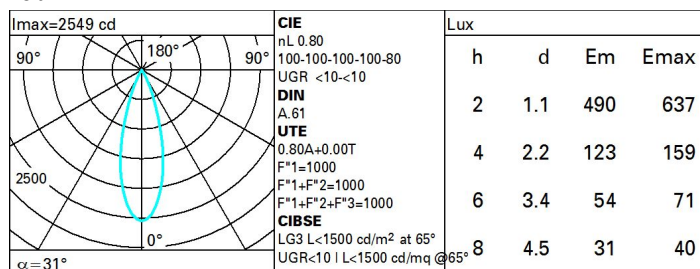 Imax=2549 cd
90° 180° 90°
2500
0°
α=31°
CIE
nL 0.80
100-100-100-100-80
UGR <10-<10
DIN
A.61
UTE
0.80A+0.00T
F"1=1000
F"1+F"2=1000
F"1+F"2+F"3=1000
CIBSE
LG3 L<1500 cd/m² at 65°
UGR<10 | L<1500 cd/mq @65°
Lux
h d Em Emax
2 1.1 490 637
4 2.2 123 159
6 3.4 54 71
8 4.5 31 40